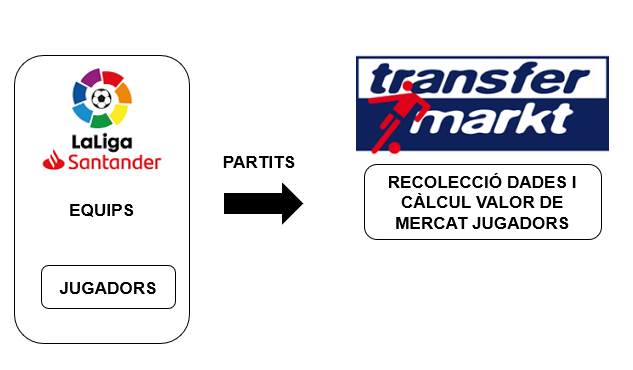 LaLiga
Santander
EQUIPS
JUGADORS
PARTITS
transfer
markt
RECOLECCIÓ DADES I
CÀLCUL VALOR DE
MERCAT JUGADORS